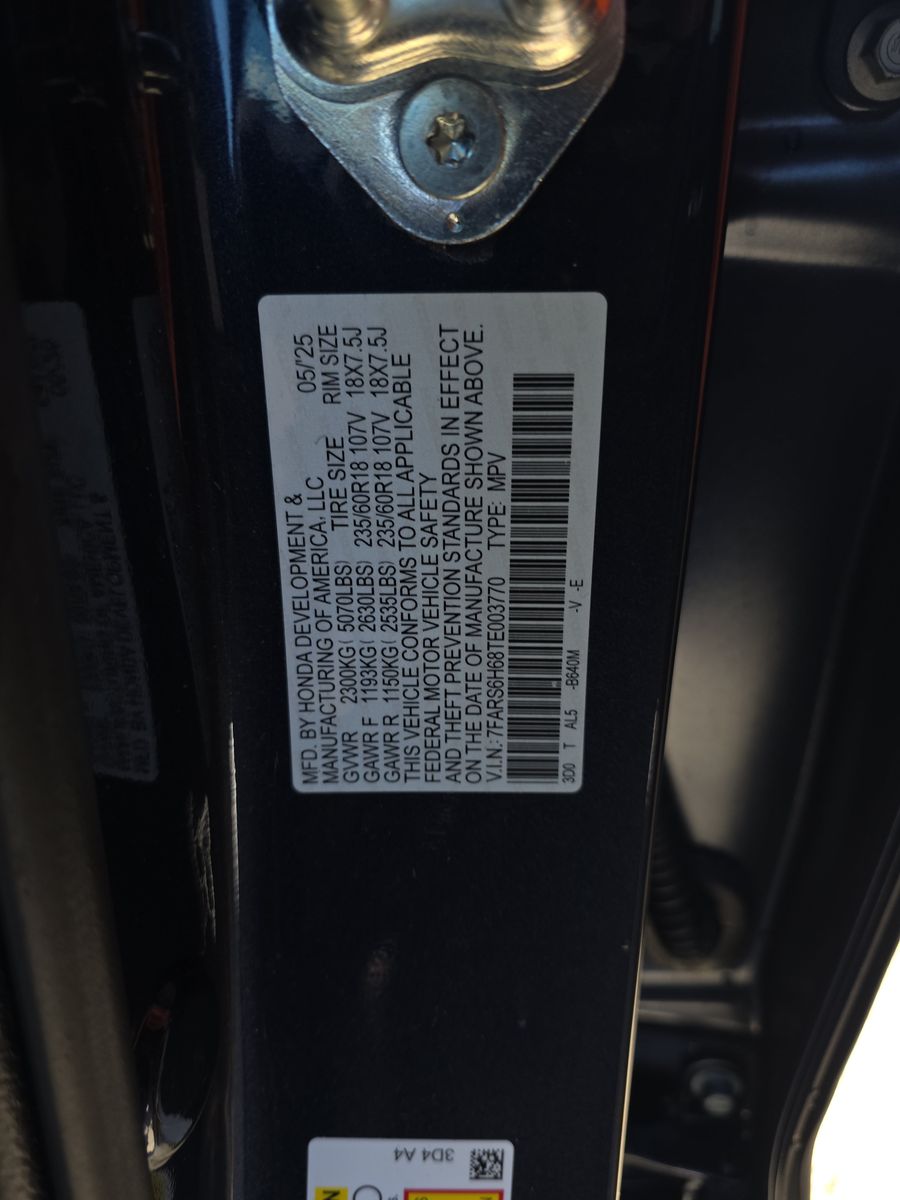 MFD. BY HONDA DEVELOPMENT & 05/'25
MANUFACTURING OF AMERICA, LLC
TIRE SIZE RIM SIZE
GVWR 2300KG( 5070LBS)
GAWR F 1193KG( 2630LBS) 235/60R18 107V 18X7.5J
GAWR R 1150KG( 2535LBS) 235/60R18 107V 18X7.5J
THIS VEHICLE CONFORMS TO ALL APPLICABLE
FEDERAL MOTOR VEHICLE SAFETY
AND THEFT PREVENTION STANDARDS IN EFFECT
ON THE DATE OF MANUFACTURE SHOWN ABOVE.
V.I.N.: 7FARS6H68TE003770 TYPE: MPV
3D0 T AL5 -B640M -V -E
3D4 A4